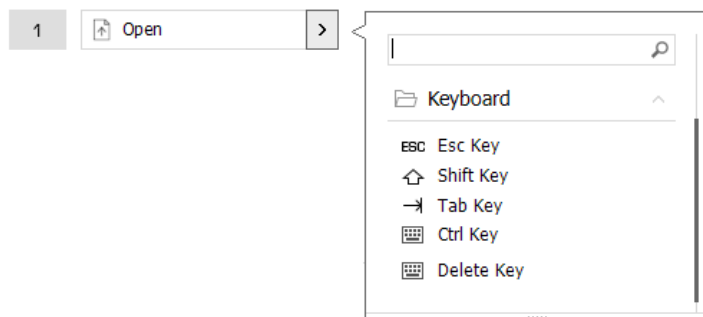 1 Open
Keyboard
ESC Esc Key
Shift Key
Tab Key
Ctrl Key
Delete Key